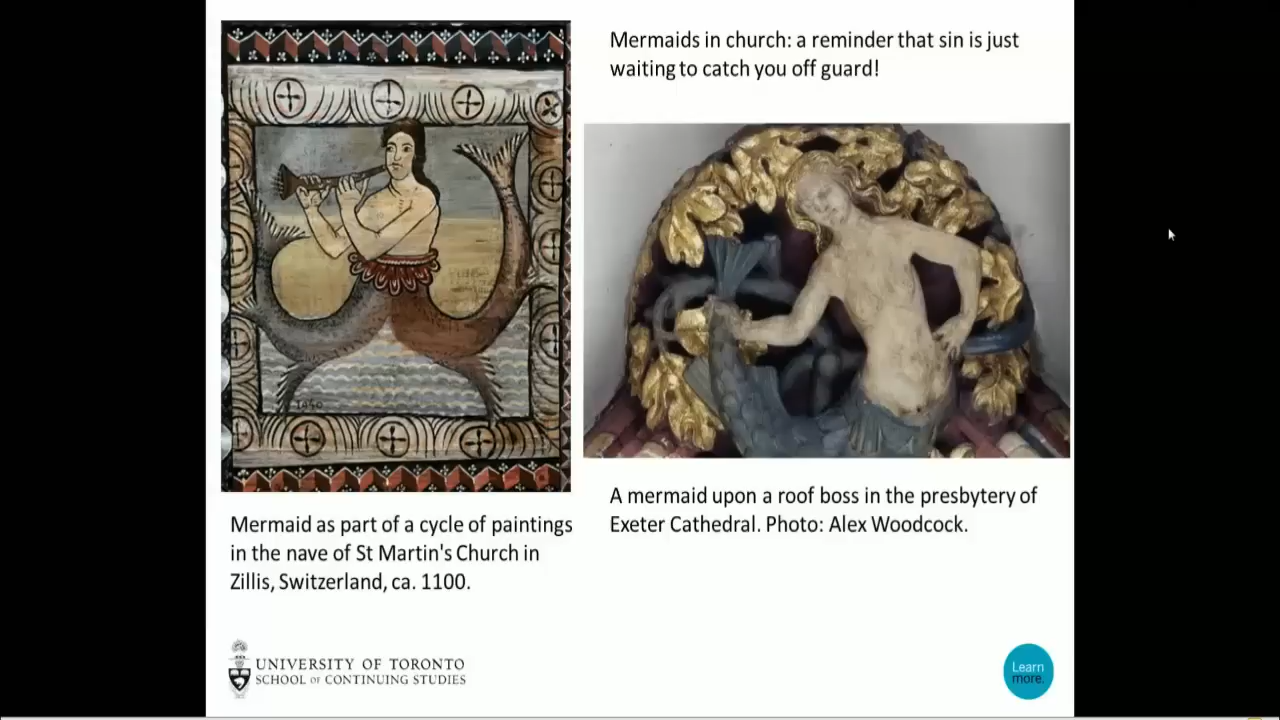 Mermaids in church: a reminder that sin is just
waiting to catch you off guard!
1940
Mermaid as part of a cycle of paintings
in the nave of St Martin's Church in
Zillis, Switzerland, ca. 1100.
A mermaid upon a roof boss in the presbytery of
Exeter Cathedral. Photo: Alex Woodcock.
UNIVERSITY OF TORONTO
SCHOOL OF CONTINUING STUDIES
Learn
more.